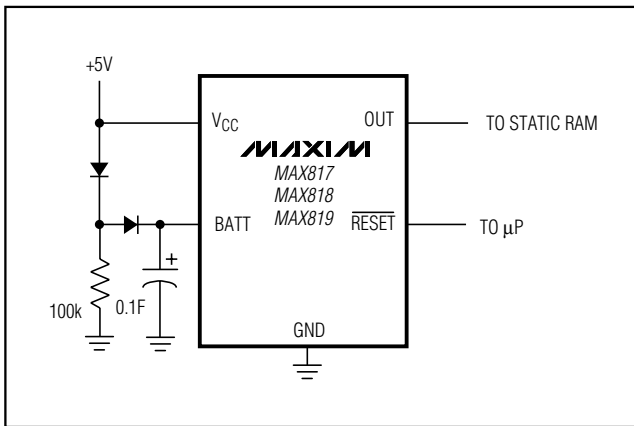 +5V
VCC
OUT
TO STATIC RAM
MAXIM
MAX817
MAX818
MAX819
BATT
RESET
TO μP
+
100k
0.1F
GND